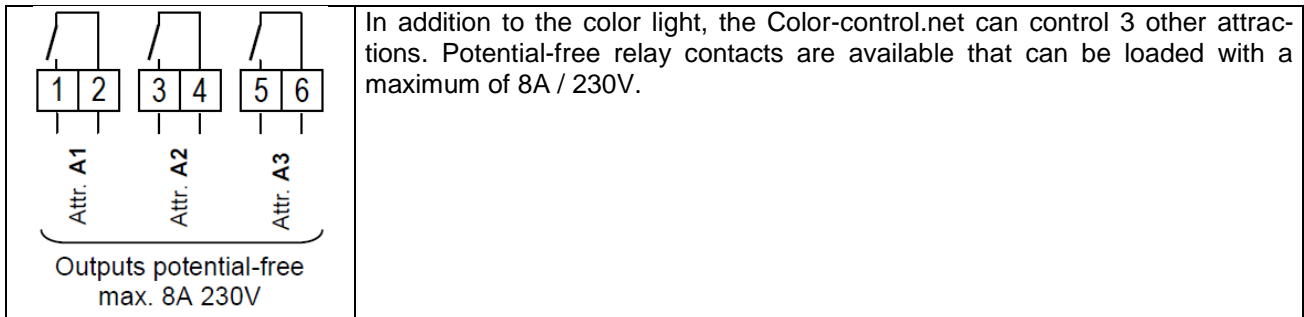 1 2 3 4 5 6
Attr. A1
Attr. A2
Attr. A3
Outputs potential-free
max. 8A 230V
In addition to the color light, the Color-control.net can control 3 other attrac-
tions. Potential-free relay contacts are available that can be loaded with a
maximum of 8A / 230V.